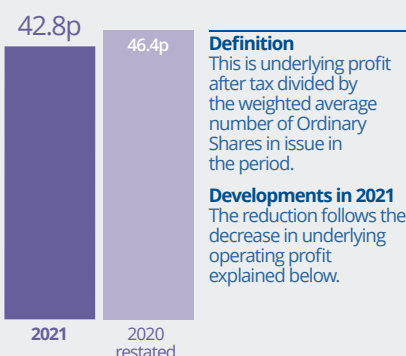 42.8p
46.4p
2021
2020
restated
Definition
This is underlying profit
after tax divided by
the weighted average
number of Ordinary
Shares in issue in
the period.
Developments in 2021
The reduction follows the
decrease in underlying
operating profit
explained below.